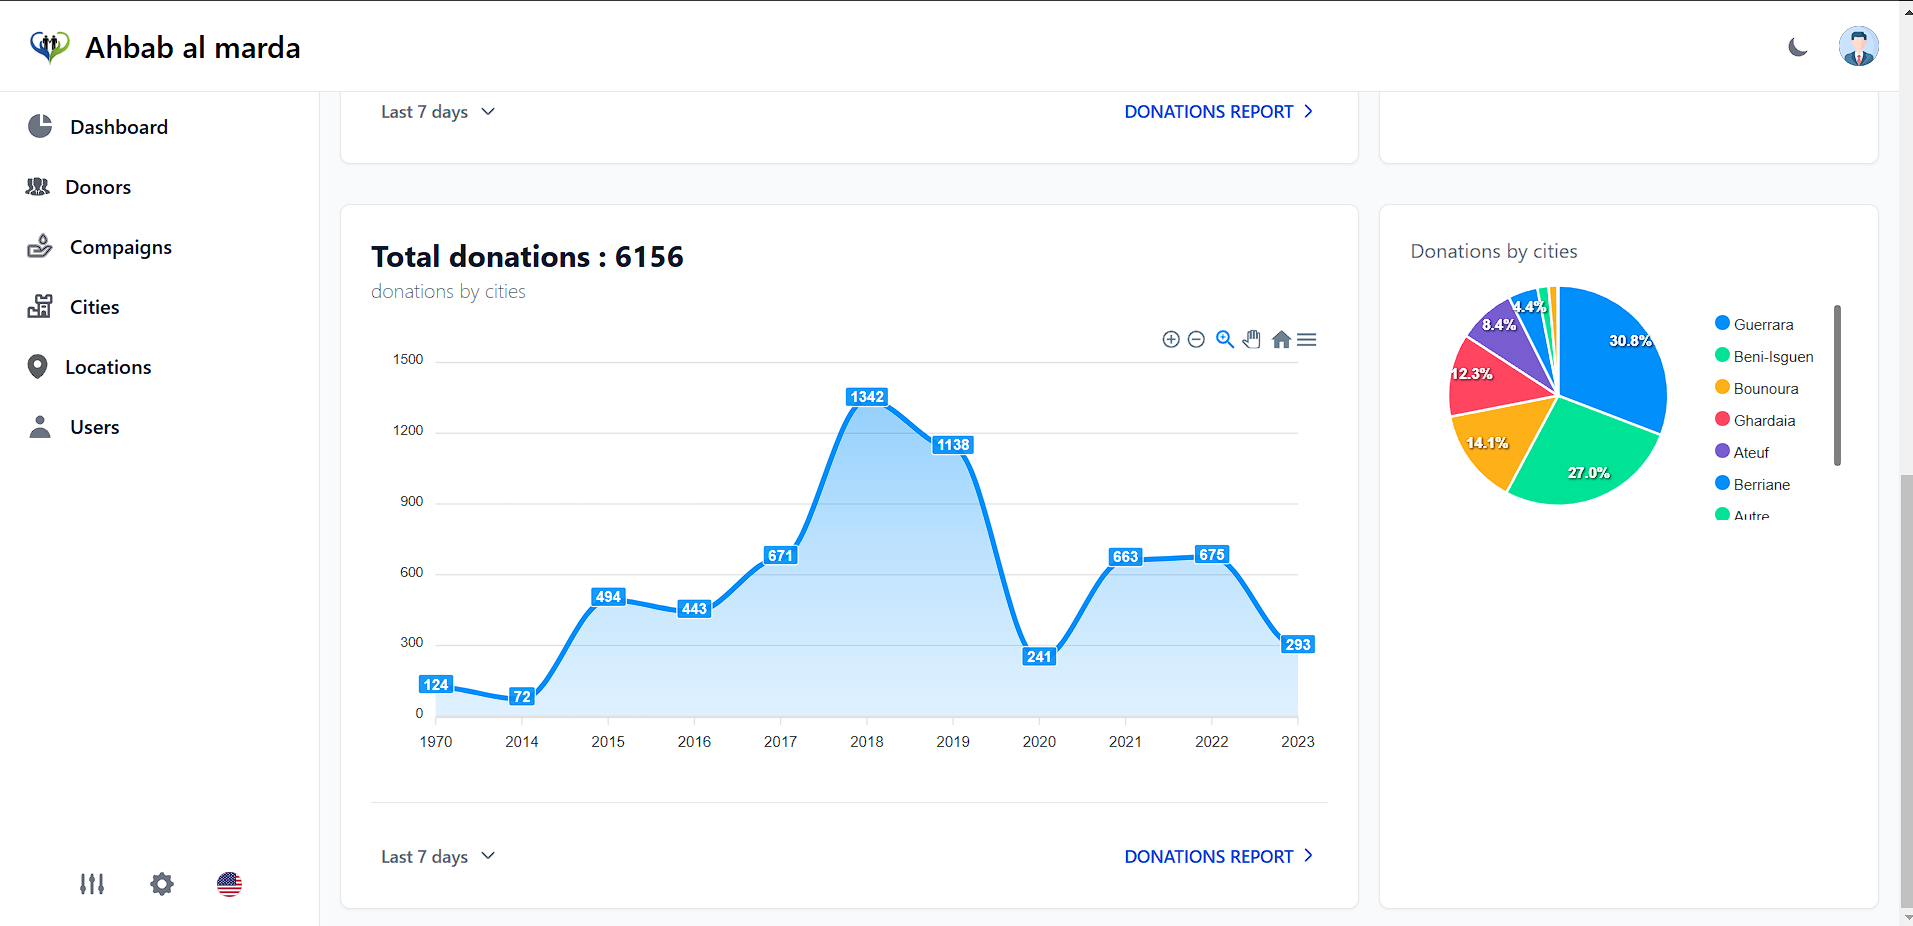 Ahbab al marda
Dashboard
Donors
Compaigns
Cities
Locations
Users
Last 7 days
DONATIONS REPORT
Total donations : 6156
donations by cities
1500
1200
900
600
300
0
124
72
494
443
671
1342
1138
241
663
675
293
1970 2014 2015 2016 2017 2018 2019 2020 2021 2022 2023
Last 7 days
DONATIONS REPORT
Donations by cities
30.8%
27.0%
14.1%
12.3%
8.4%
4.4%
Guerrara
Beni-Isguen
Bounoura
Ghardaia
Ateuf
Berriane
Autre